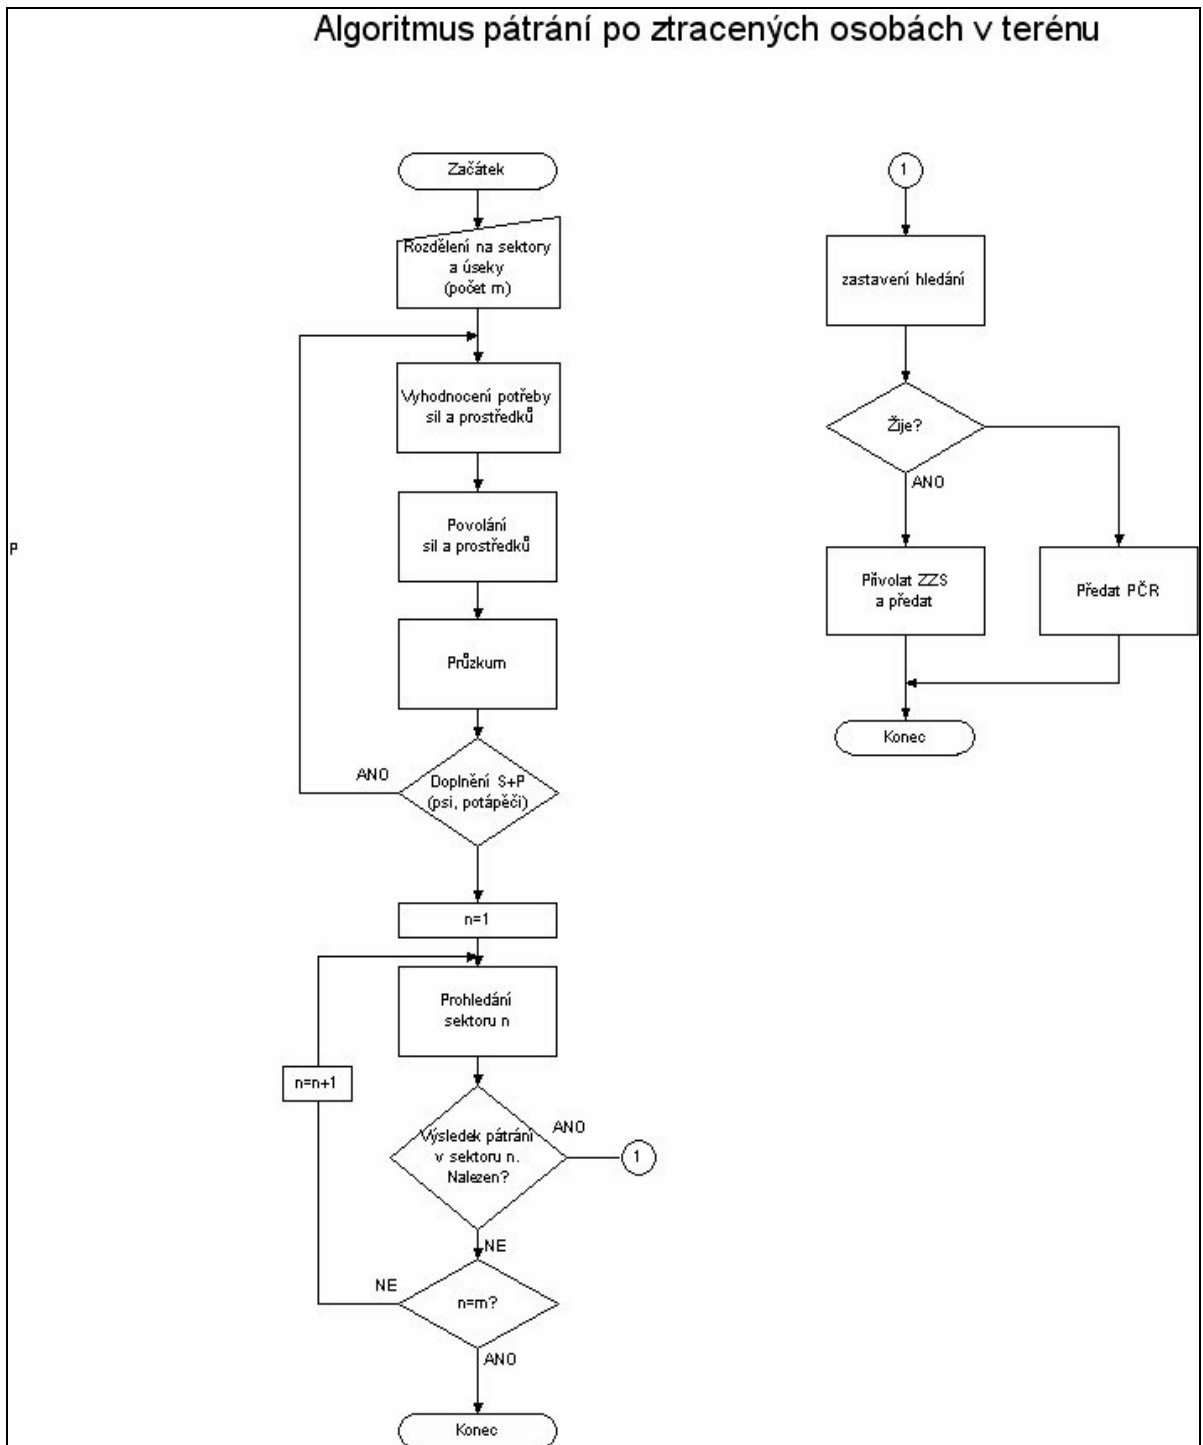 Algoritmus pátrání po ztracených osobách v terénu
Začátek
Rozdělení na sektory
a úseky
(počet m)
Vyhodnocení potřeby
sil a prostředků
Povolání
sil a prostředků
P
Průzkum
ANO
Doplnění S+P
(psi, potápěči)
n=1
Prohledání
sektoru n
n=n+1
Výsledek pátrání
v sektoru n.
Nalezen?
ANO
1
NE
NE
n=m?
ANO
Konec
1
zastavení hledání
Žije?
ANO
Přivolat ZZS
a předat
Předat PČR
Konec